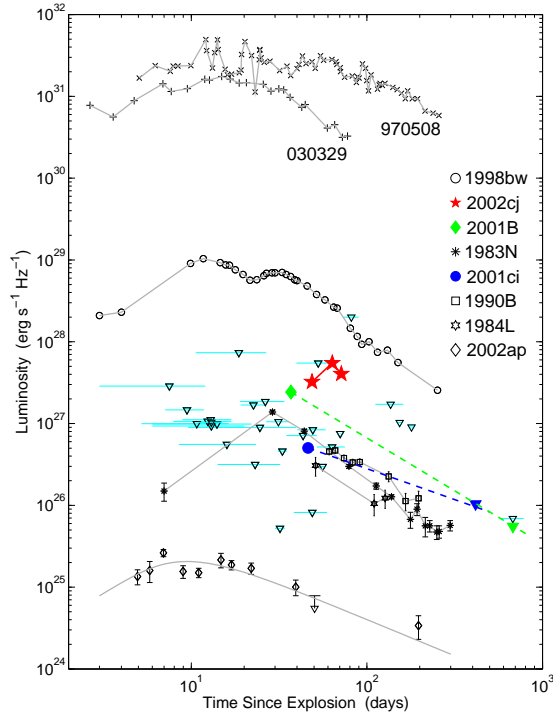 10^32
10^31
10^30
10^29
10^28
10^27
10^26
10^25
10^24
Luminosity (erg s^−1 Hz^−1)
970508
030329
1998bw
2002cj
2001B
1983N
2001ci
1990B
1984L
2002ap
10^1
10^2
10^3
Time Since Explosion (days)